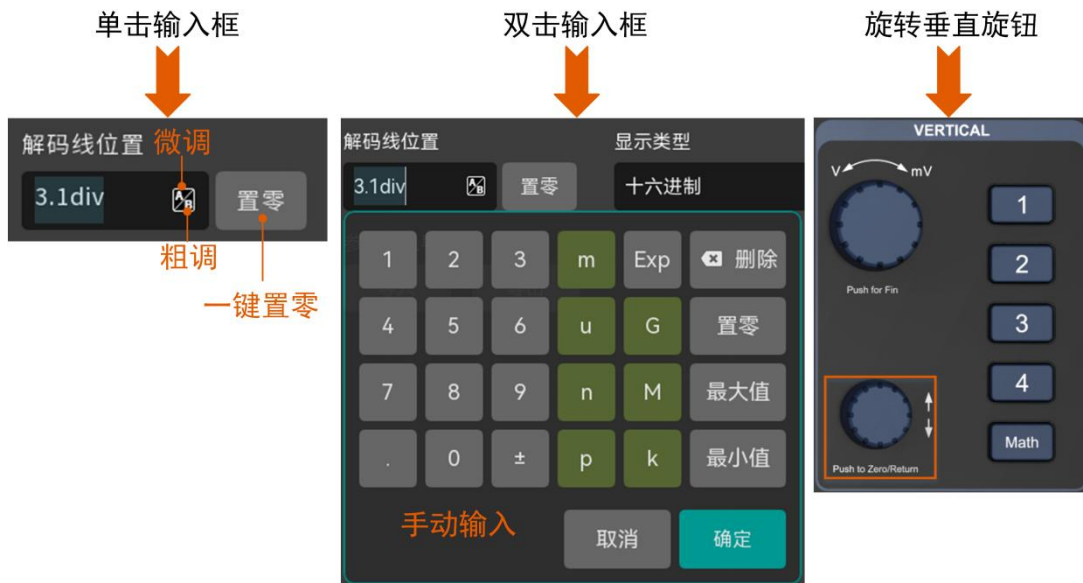 单击输入框
双击输入框
旋转垂直旋钮
解码线位置 微调
3.1div
A/B
置零
粗调
一键置零
解码线位置
显示类型
3.1div
A/B
置零
十六进制
1 2 3 m Exp 删除
4 5 6 u G 置零
7 8 9 n M 最大值
. 0 ± p k 最小值
手动输入
取消
确定
VERTICAL
V
mV
Push for Fin
1
2
3
4
Math
Push to Zero/Return